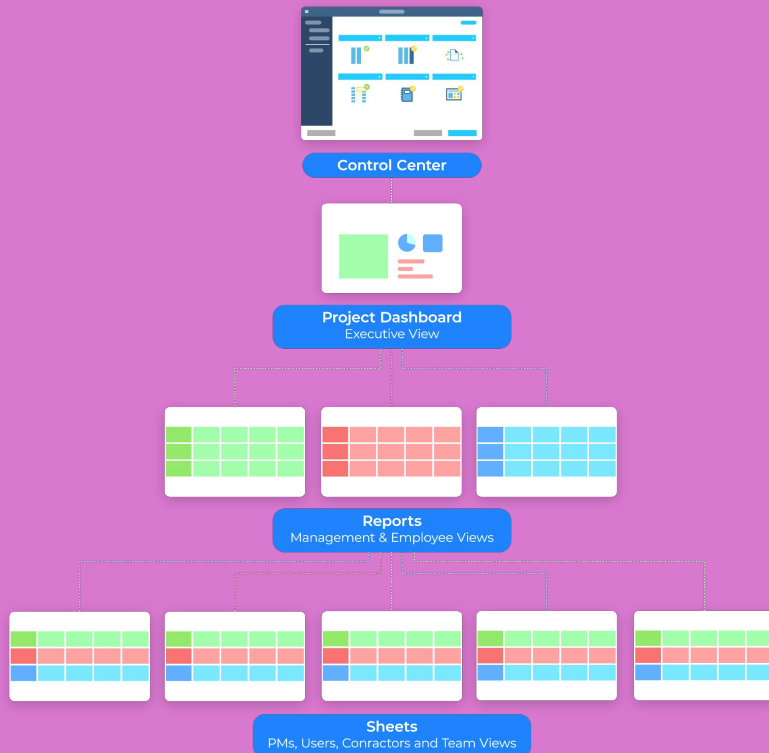 Control Center
Project Dashboard
Executive View
Reports
Management & Employee Views
Sheets
PMs, Users, Conractors and Team Views